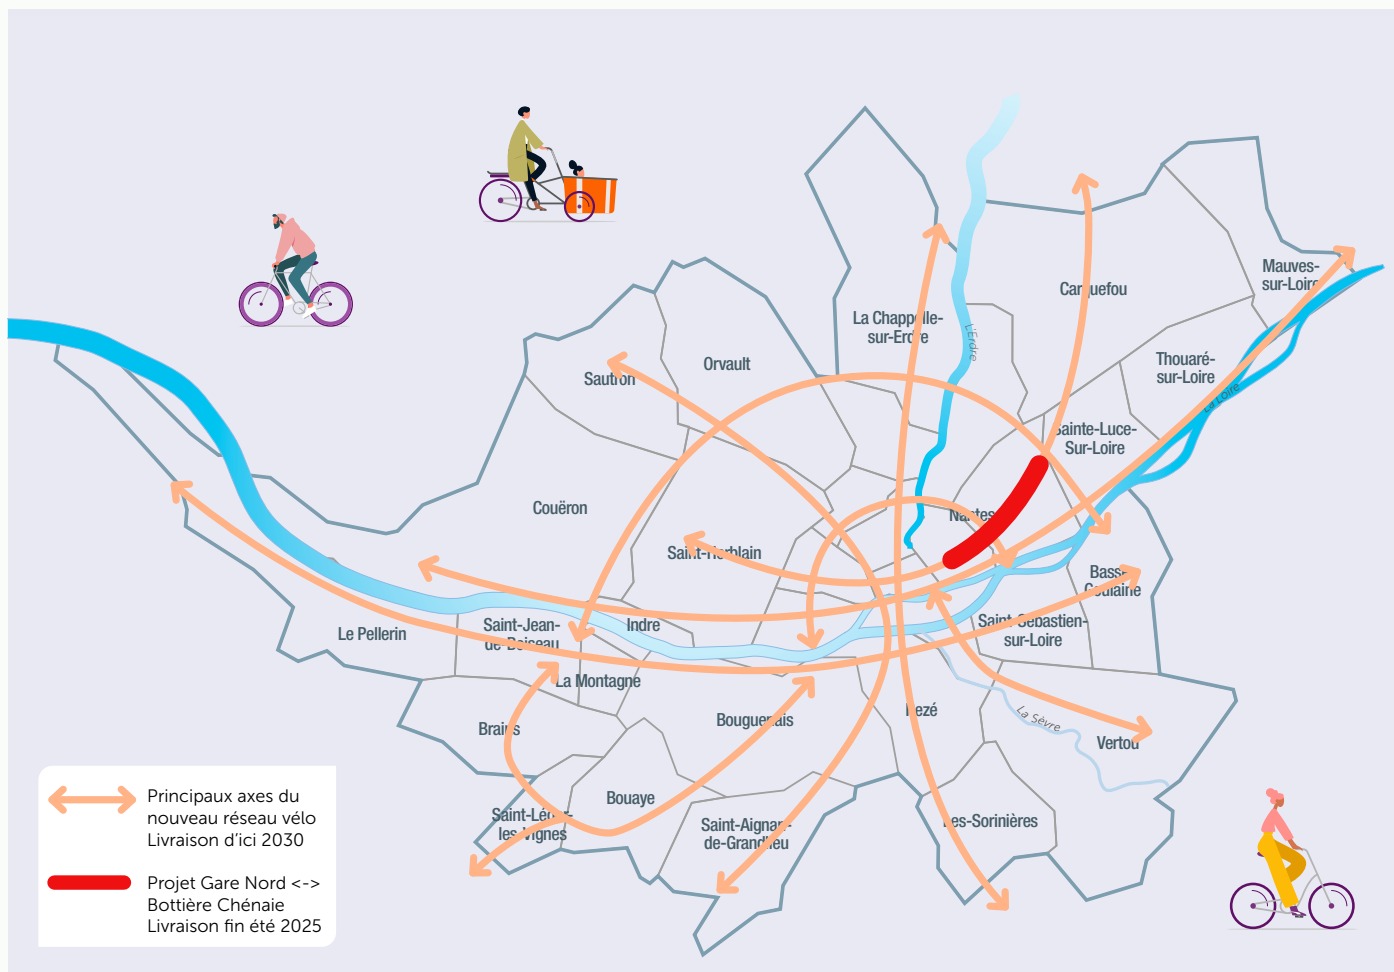 Mauves-
sur-Loire
Carquefou
La Chappelle-
sur-Erdre
L'Erdre
Thouaré-
sur-Loire
Orvault
Sautron
La Loire
Sainte-Luce-
Sur-Loire
Couëron
Nantes
Saint-Herblain
Basse-
Goulaine
Saint-Sébastien-
sur-Loire
Indre
Saint-Jean-
de-Boiseau
Le Pellerin
La Montagne
Rezé
Bouguenais
La Sèvre
Brains
Vertou
Bouaye
Saint-Léger-
les-Vignes
Saint-Aignan-
de-Grandlieu
Les-Sorinières
Principaux axes du
nouveau réseau vélo
Livraison d'ici 2030
Projet Gare Nord <->
Bottière Chénaie
Livraison fin été 2025